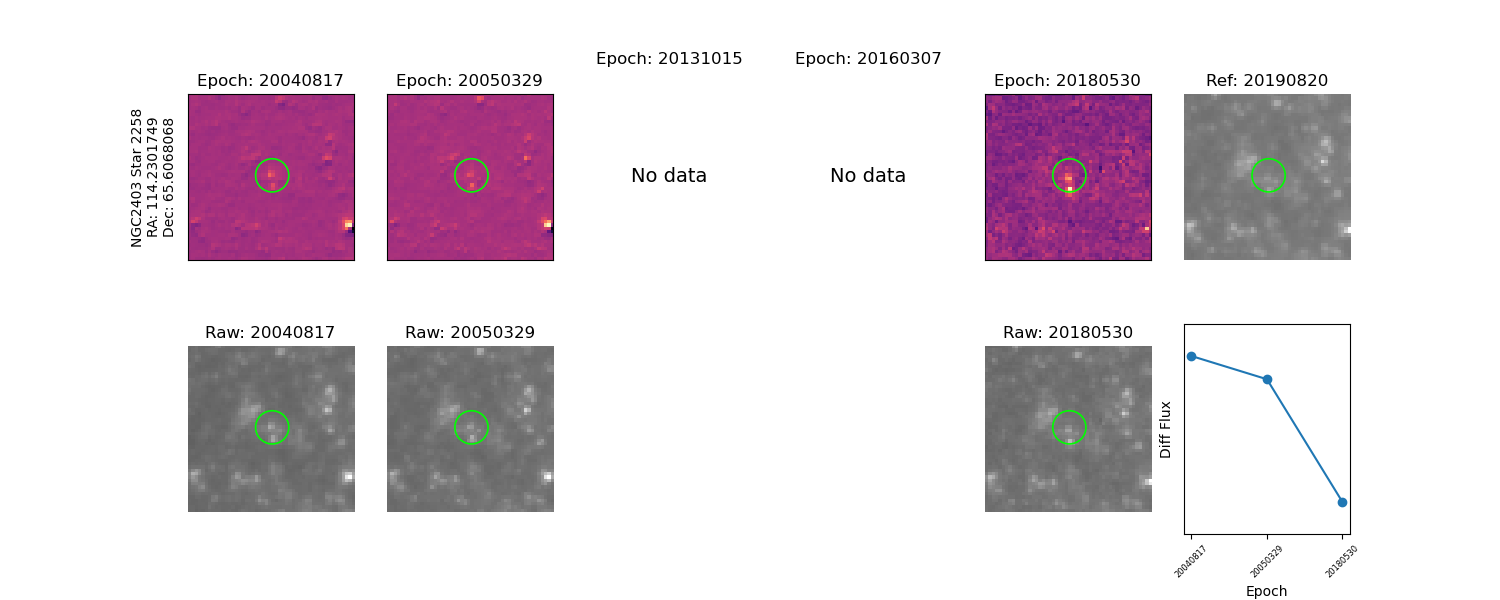 Epoch: 20131015
Epoch: 20160307
Epoch: 20040817
Epoch: 20050329
Epoch: 20180530
Ref: 20190820
NGC2403 Star 2258
RA: 114.2301749
Dec: 65.6068068
No data
No data
Raw: 20040817
Raw: 20050329
Raw: 20180530
Diff Flux
20040817
20050329
20180530
Epoch